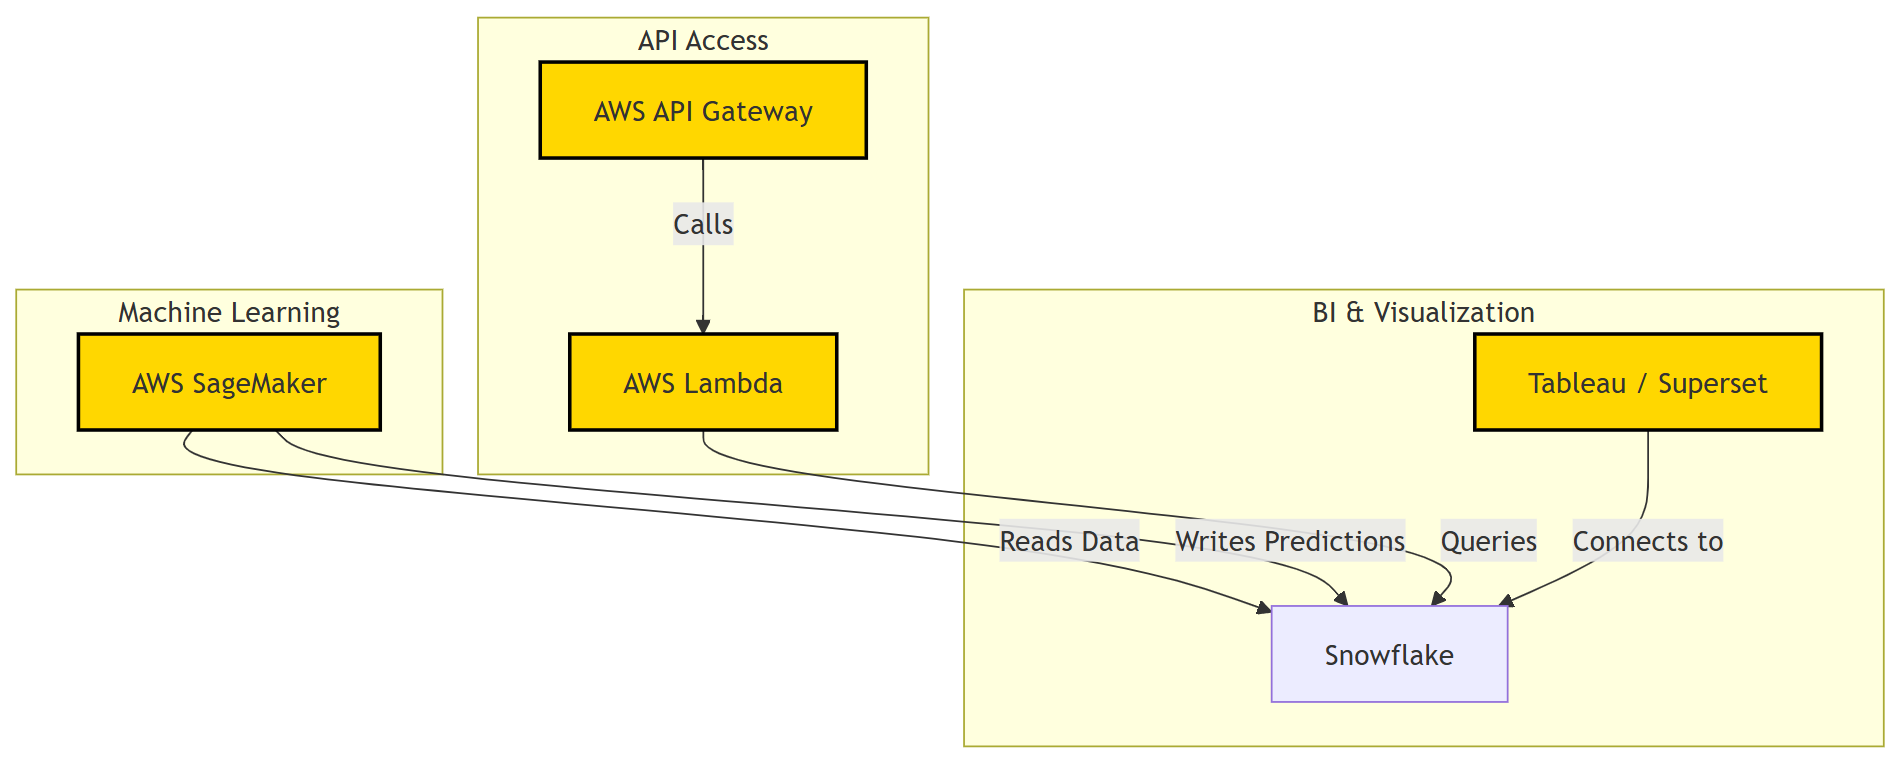 API Access
AWS API Gateway
Calls
Machine Learning
BI & Visualization
AWS SageMaker
AWS Lambda
Tableau / Superset
Reads Data
Writes Predictions
Queries
Connects to
Snowflake